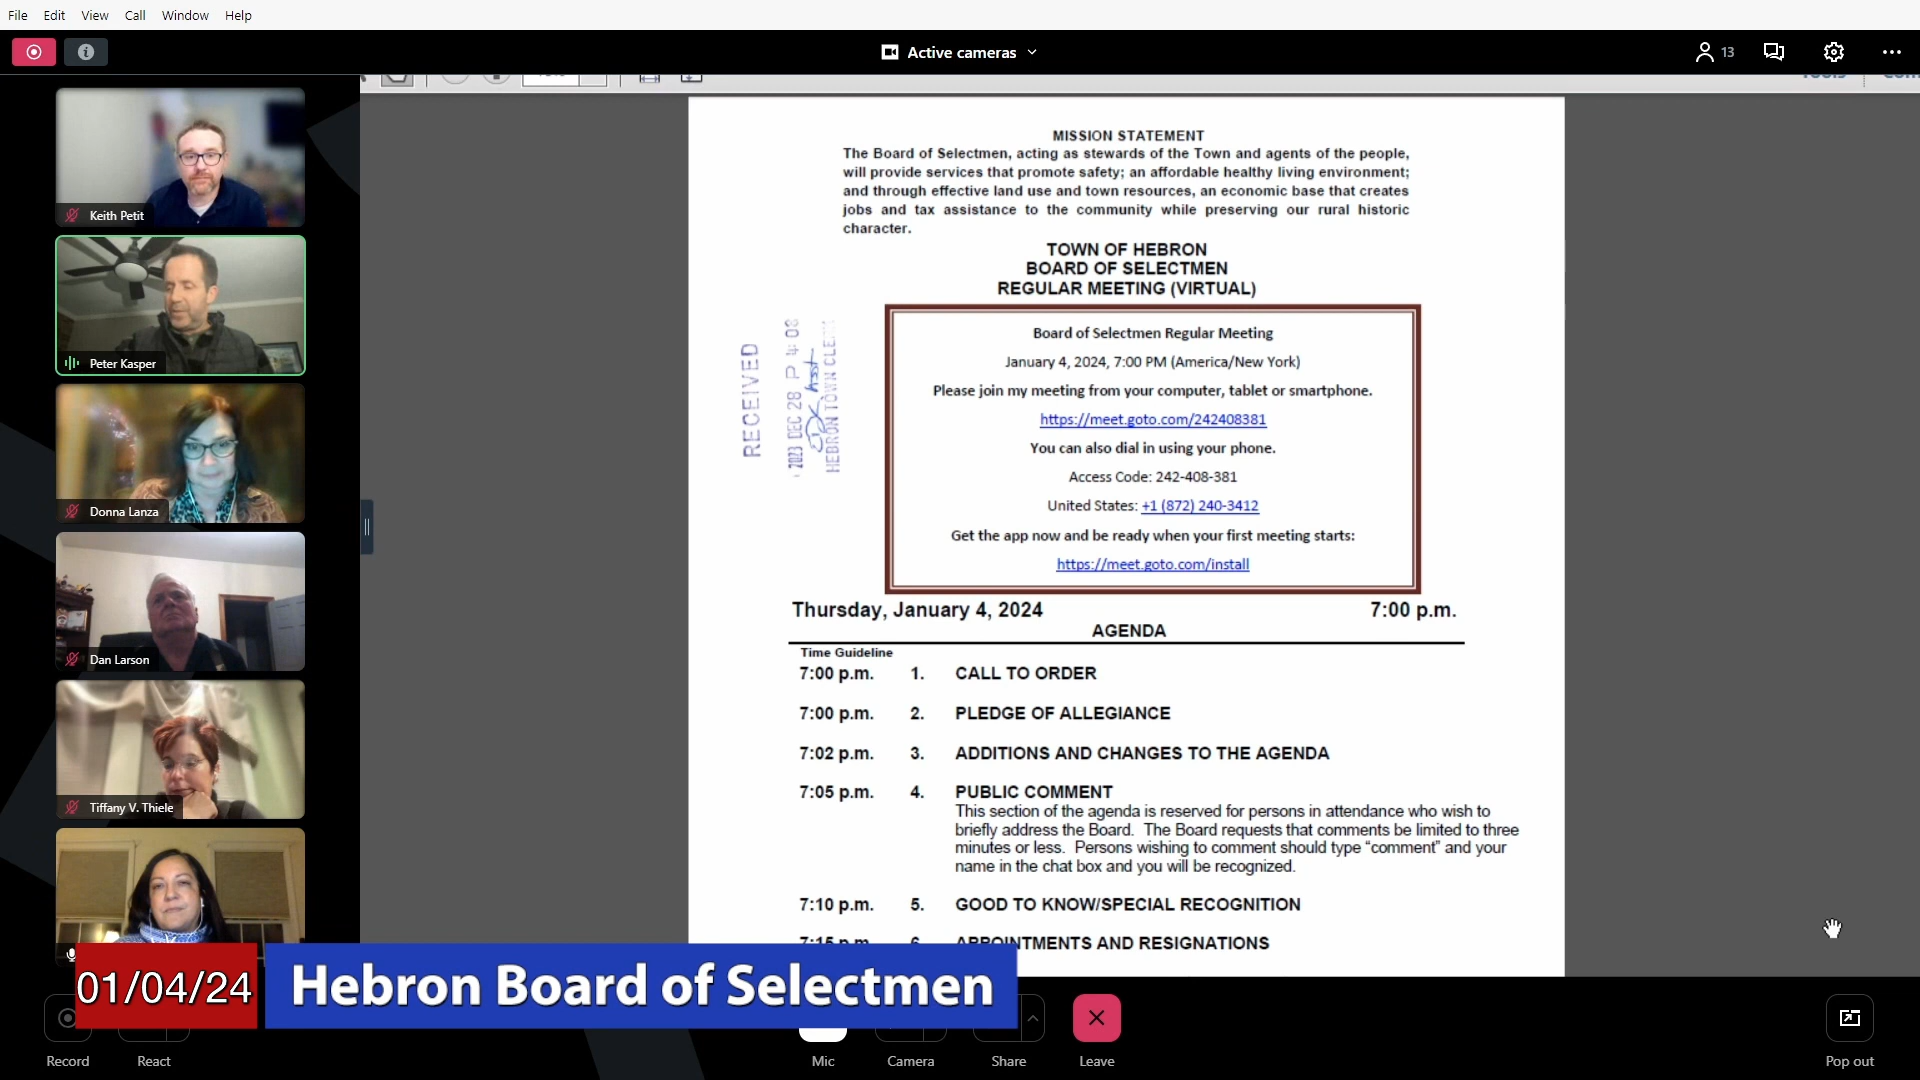 File Edit View Call Window Help
Active cameras
13
Keith Petit
Peter Kasper
Donna Lanza
Dan Larson
Tiffany V. Thiele
MISSION STATEMENT
The Board of Selectmen, acting as stewards of the Town and agents of the people,
will provide services that promote safety; an affordable healthy living environment;
and through effective land use and town resources, an economic base that creates
jobs and tax assistance to the community while preserving our rural historic
character.
TOWN OF HEBRON
BOARD OF SELECTMEN
REGULAR MEETING (VIRTUAL)
RECEIVED
2023 DEC 28 P 4: 08
HEBRON TOWN CLE
Board of Selectmen Regular Meeting
January 4, 2024, 7:00 PM (America/New York)
Please join my meeting from your computer, tablet or smartphone.
https://meet.goto.com/242408381
You can also dial in using your phone.
Access Code: 242-408-381
United States: +1 (872) 240-3412
Get the app now and be ready when your first meeting starts:
https://meet.goto.com/install
Thursday, January 4, 2024 7:00 p.m.
AGENDA
Time Guideline
7:00 p.m. 1. CALL TO ORDER
7:00 p.m. 2. PLEDGE OF ALLEGIANCE
7:02 p.m. 3. ADDITIONS AND CHANGES TO THE AGENDA
7:05 p.m. 4. PUBLIC COMMENT
This section of the agenda is reserved for persons in attendance who wish to
briefly address the Board. The Board requests that comments be limited to three
minutes or less. Persons wishing to comment should type “comment” and your
name in the chat box and you will be recognized.
7:10 p.m. 5. GOOD TO KNOW/SPECIAL RECOGNITION
7:15 p.m. 6. APPOINTMENTS AND RESIGNATIONS
01/04/24 Hebron Board of Selectmen
Record React Mic Camera Share Leave Pop out